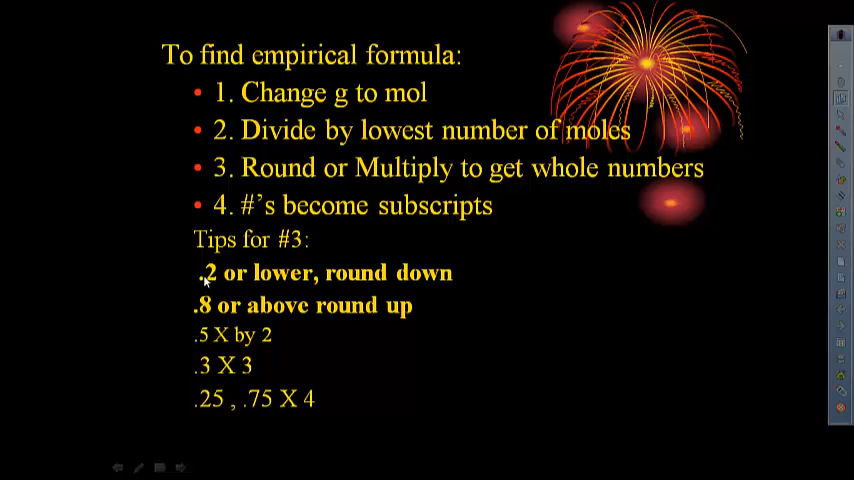 To find empirical formula:
• 1. Change g to mol
• 2. Divide by lowest number of moles
• 3. Round or Multiply to get whole numbers
• 4. #'s become subscripts
Tips for #3:
.2 or lower, round down
.8 or above round up
.5 X by 2
.3 X 3
.25 , .75 X 4